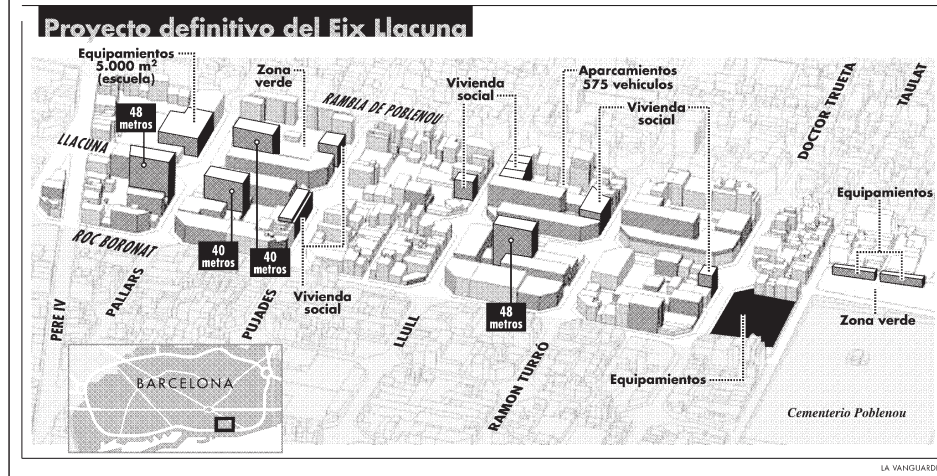 Proyecto definitivo del Eix Llacuna
Equipamientos
5.000 m²
(escuela)
Zona
verde
Vivienda
social
Aparcamientos
575 vehículos
Vivienda
social
DOCTOR TRUETA
TAULAT
RAMBLA DE POBLENOU
48
metros
LLACUNA
Equipamientos
ROC BORONAT
40
metros
40
metros
Vivienda
social
48
metros
Zona verde
PERE IV
PALLARS
PUJADES
LLULL
RAMON TURRÓ
Equipamientos
BARCELONA
Cementerio Poblenou
LA VANGUARDI